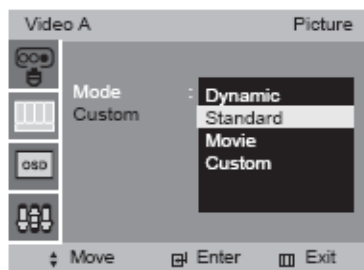 Video A Picture
Mode : Dynamic
Custom Standard
Movie
Custom
OSD
Move Enter Exit